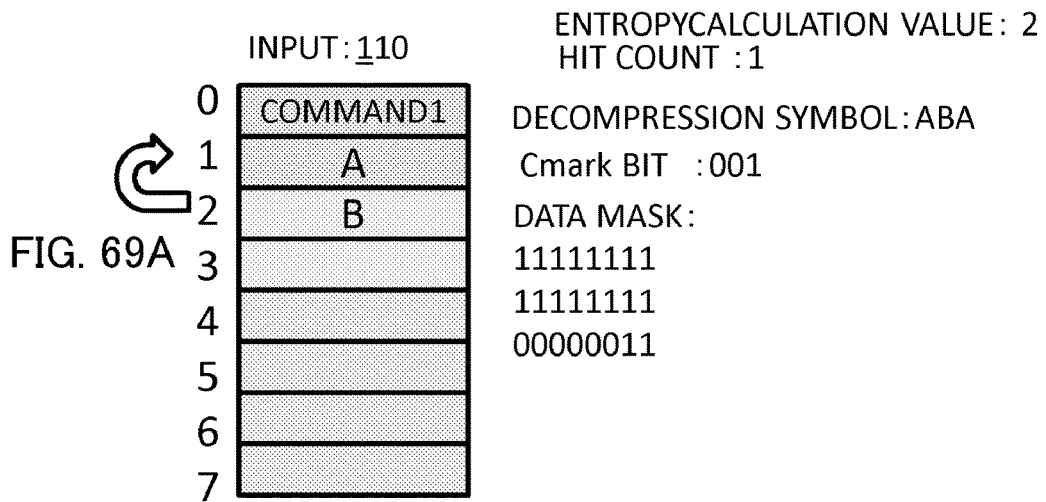 INPUT:110
ENTROPYCALCULATION VALUE: 2
HIT COUNT :1
0 COMMAND1
1 A
2 B
3
4
5
6
7
DECOMPRESSION SYMBOL:ABA
Cmark BIT :001
DATA MASK:
11111111
11111111
00000011
FIG. 69A